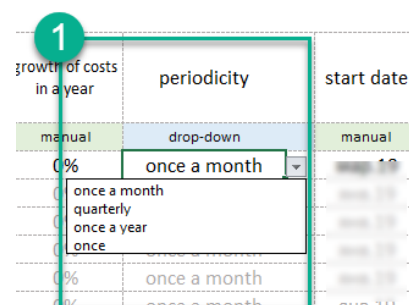 1
growth of costs
in a year
periodicity
start date
manual
drop-down
manual
0%
once a month
once a month
quarterly
once a year
once
0%
once a month
0%
once a month